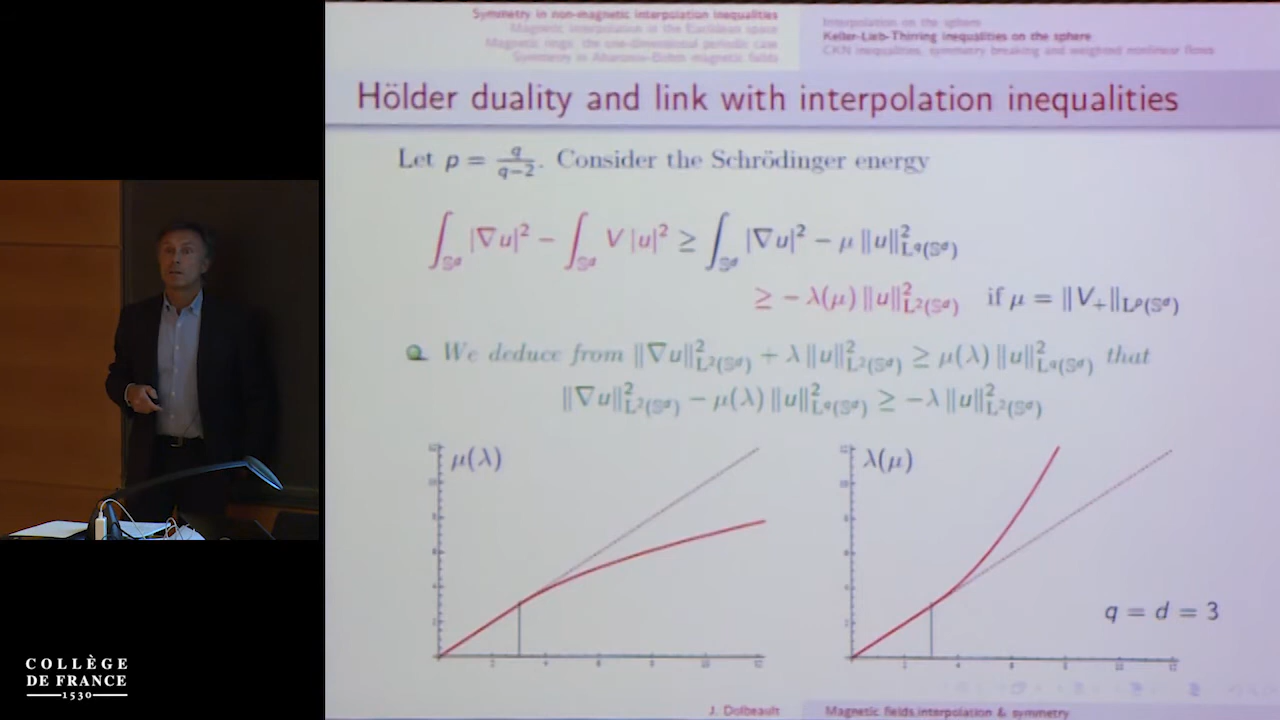 Symmetry in non-magnetic interpolation inequalities
Magnetic interpolation in the Euclidean space
Magnetic rings: the one-dimensional periodic case
Symmetry in Aharonov-Bohm magnetic fields
Interpolation on the sphere
Keller-Lieb-Thirring inequalities on the sphere
CKN inequalities, symmetry breaking and weighted nonlinear flows
Hölder duality and link with interpolation inequalities
Let p = q/(q−2). Consider the Schrödinger energy
∫_{𝕊^d} |∇u|² − ∫_{𝕊^d} V |u|² ≥ ∫_{𝕊^d} |∇u|² − μ ‖u‖²_{L^q(𝕊^d)}
≥ − λ(μ) ‖u‖²_{L²(𝕊^d)} if μ = ‖V₊‖_{L^p(𝕊^d)}
We deduce from ‖∇u‖²_{L²(𝕊^d)} + λ ‖u‖²_{L²(𝕊^d)} ≥ μ(λ) ‖u‖²_{L^q(𝕊^d)} that
‖∇u‖²_{L²(𝕊^d)} − μ(λ) ‖u‖²_{L^q(𝕊^d)} ≥ −λ ‖u‖²_{L²(𝕊^d)}
μ(λ)
λ(μ)
q = d = 3
J. Dolbeault
Magnetic fields, interpolation & symmetry
COLLÈGE
DE FRANCE
1530